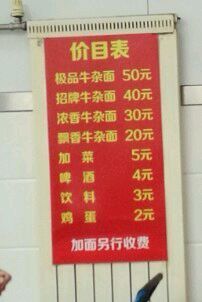 价目表
极品牛杂面 50元
招牌牛杂面 40元
浓香牛杂面 30元
飘香牛杂面 20元
加菜 5元
啤酒 4元
饮料 3元
鸡蛋 2元
加面另行收费